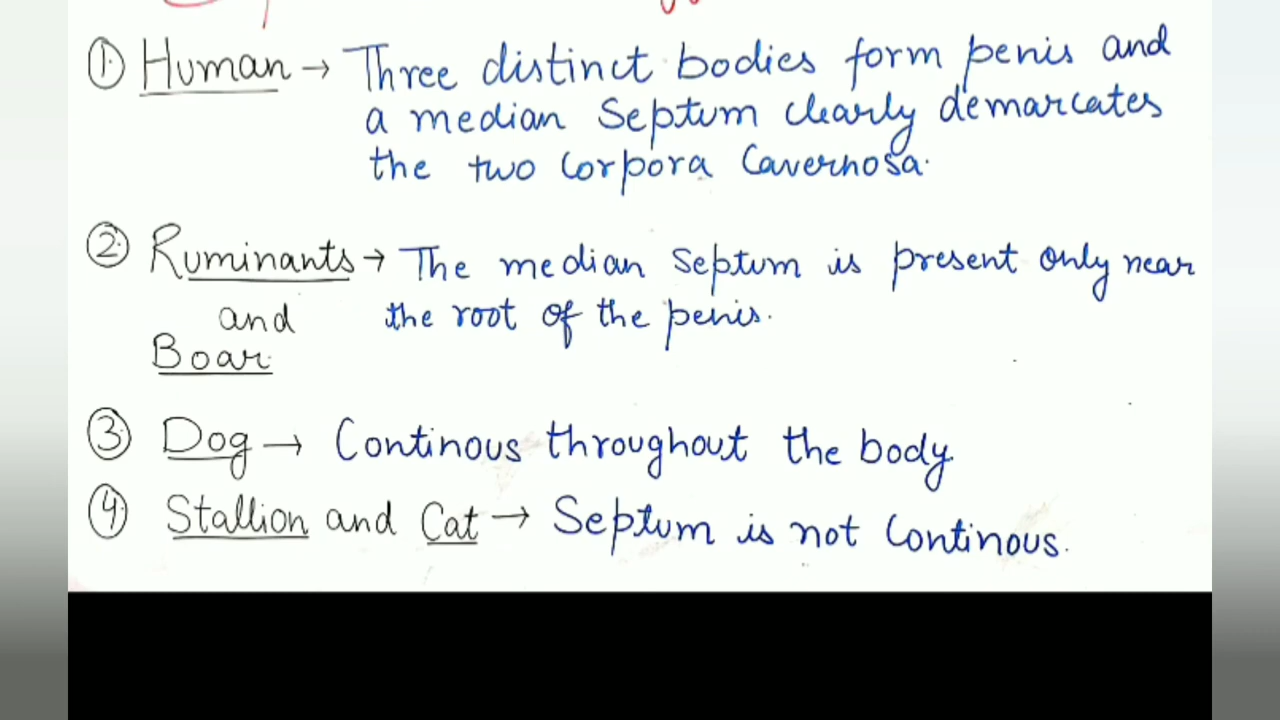 ① Human → Three distinct bodies form penis and
a median Septum clearly demarcates
the two Corpora Cavernosa.
② Ruminants → The median Septum is present only near
and the root of the penis.
Boar
③ Dog → Continous throughout the body
④ Stallion and Cat → Septum is not Continous.